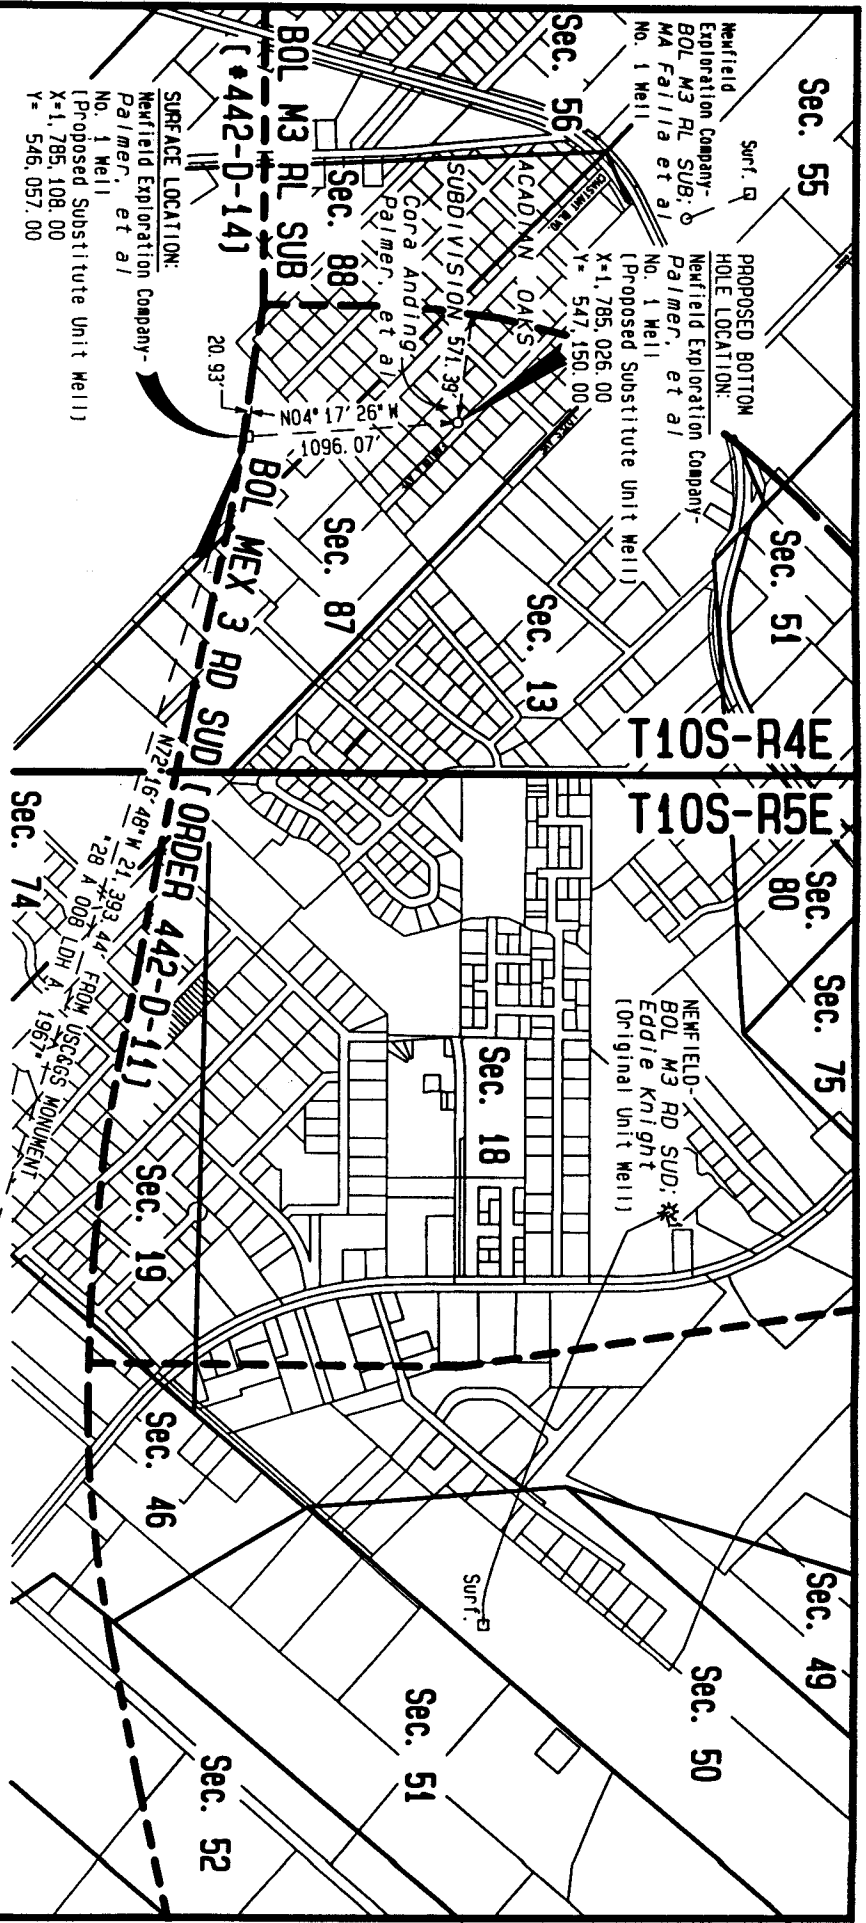 Sec. 55
Surf.
Newfield
Exploration Company-
BOL M3 RL SUB;
MA Failla et al
No. 1 Well
PROPOSED BOTTOM
HOLE LOCATION:
Newfield Exploration Company-
Palmer, et al
No. 1 Well
(Proposed Substitute Unit Well)
X=1,785,026.00
Y= 547,150.00
Sec. 51
Sec. 56
CHASTANT BLVD
ACADIAN OAKS
SUBDIVISION
571.39'
Cora Anding
Palmer, et al
Sec. 88
BOL M3 RL SUB
(*442-D-14)
SURFACE LOCATION:
Newfield Exploration Company-
Palmer, et al
No. 1 Well
(Proposed Substitute Unit Well)
X=1,785,108.00
Y= 546,057.00
20.93'
N04° 17' 26" W
1096.07'
Sec. 87
Sec. 13
T10S-R4E
T10S-R5E
BOL MEX 3 RD SUD (ORDER 442-D-11)
N72° 16' 48" W 21,393.44' FROM USC&GS MONUMENT
"28 A 008 LDH A, 1967"
Sec. 74
Sec. 80
Sec. 75
NEWFIELD-
BOL M3 RD SUD;
Eddie Knight
(Original Unit Well)
Sec. 18
Sec. 19
Sec. 46
Surf.
Sec. 49
Sec. 50
Sec. 51
Sec. 52